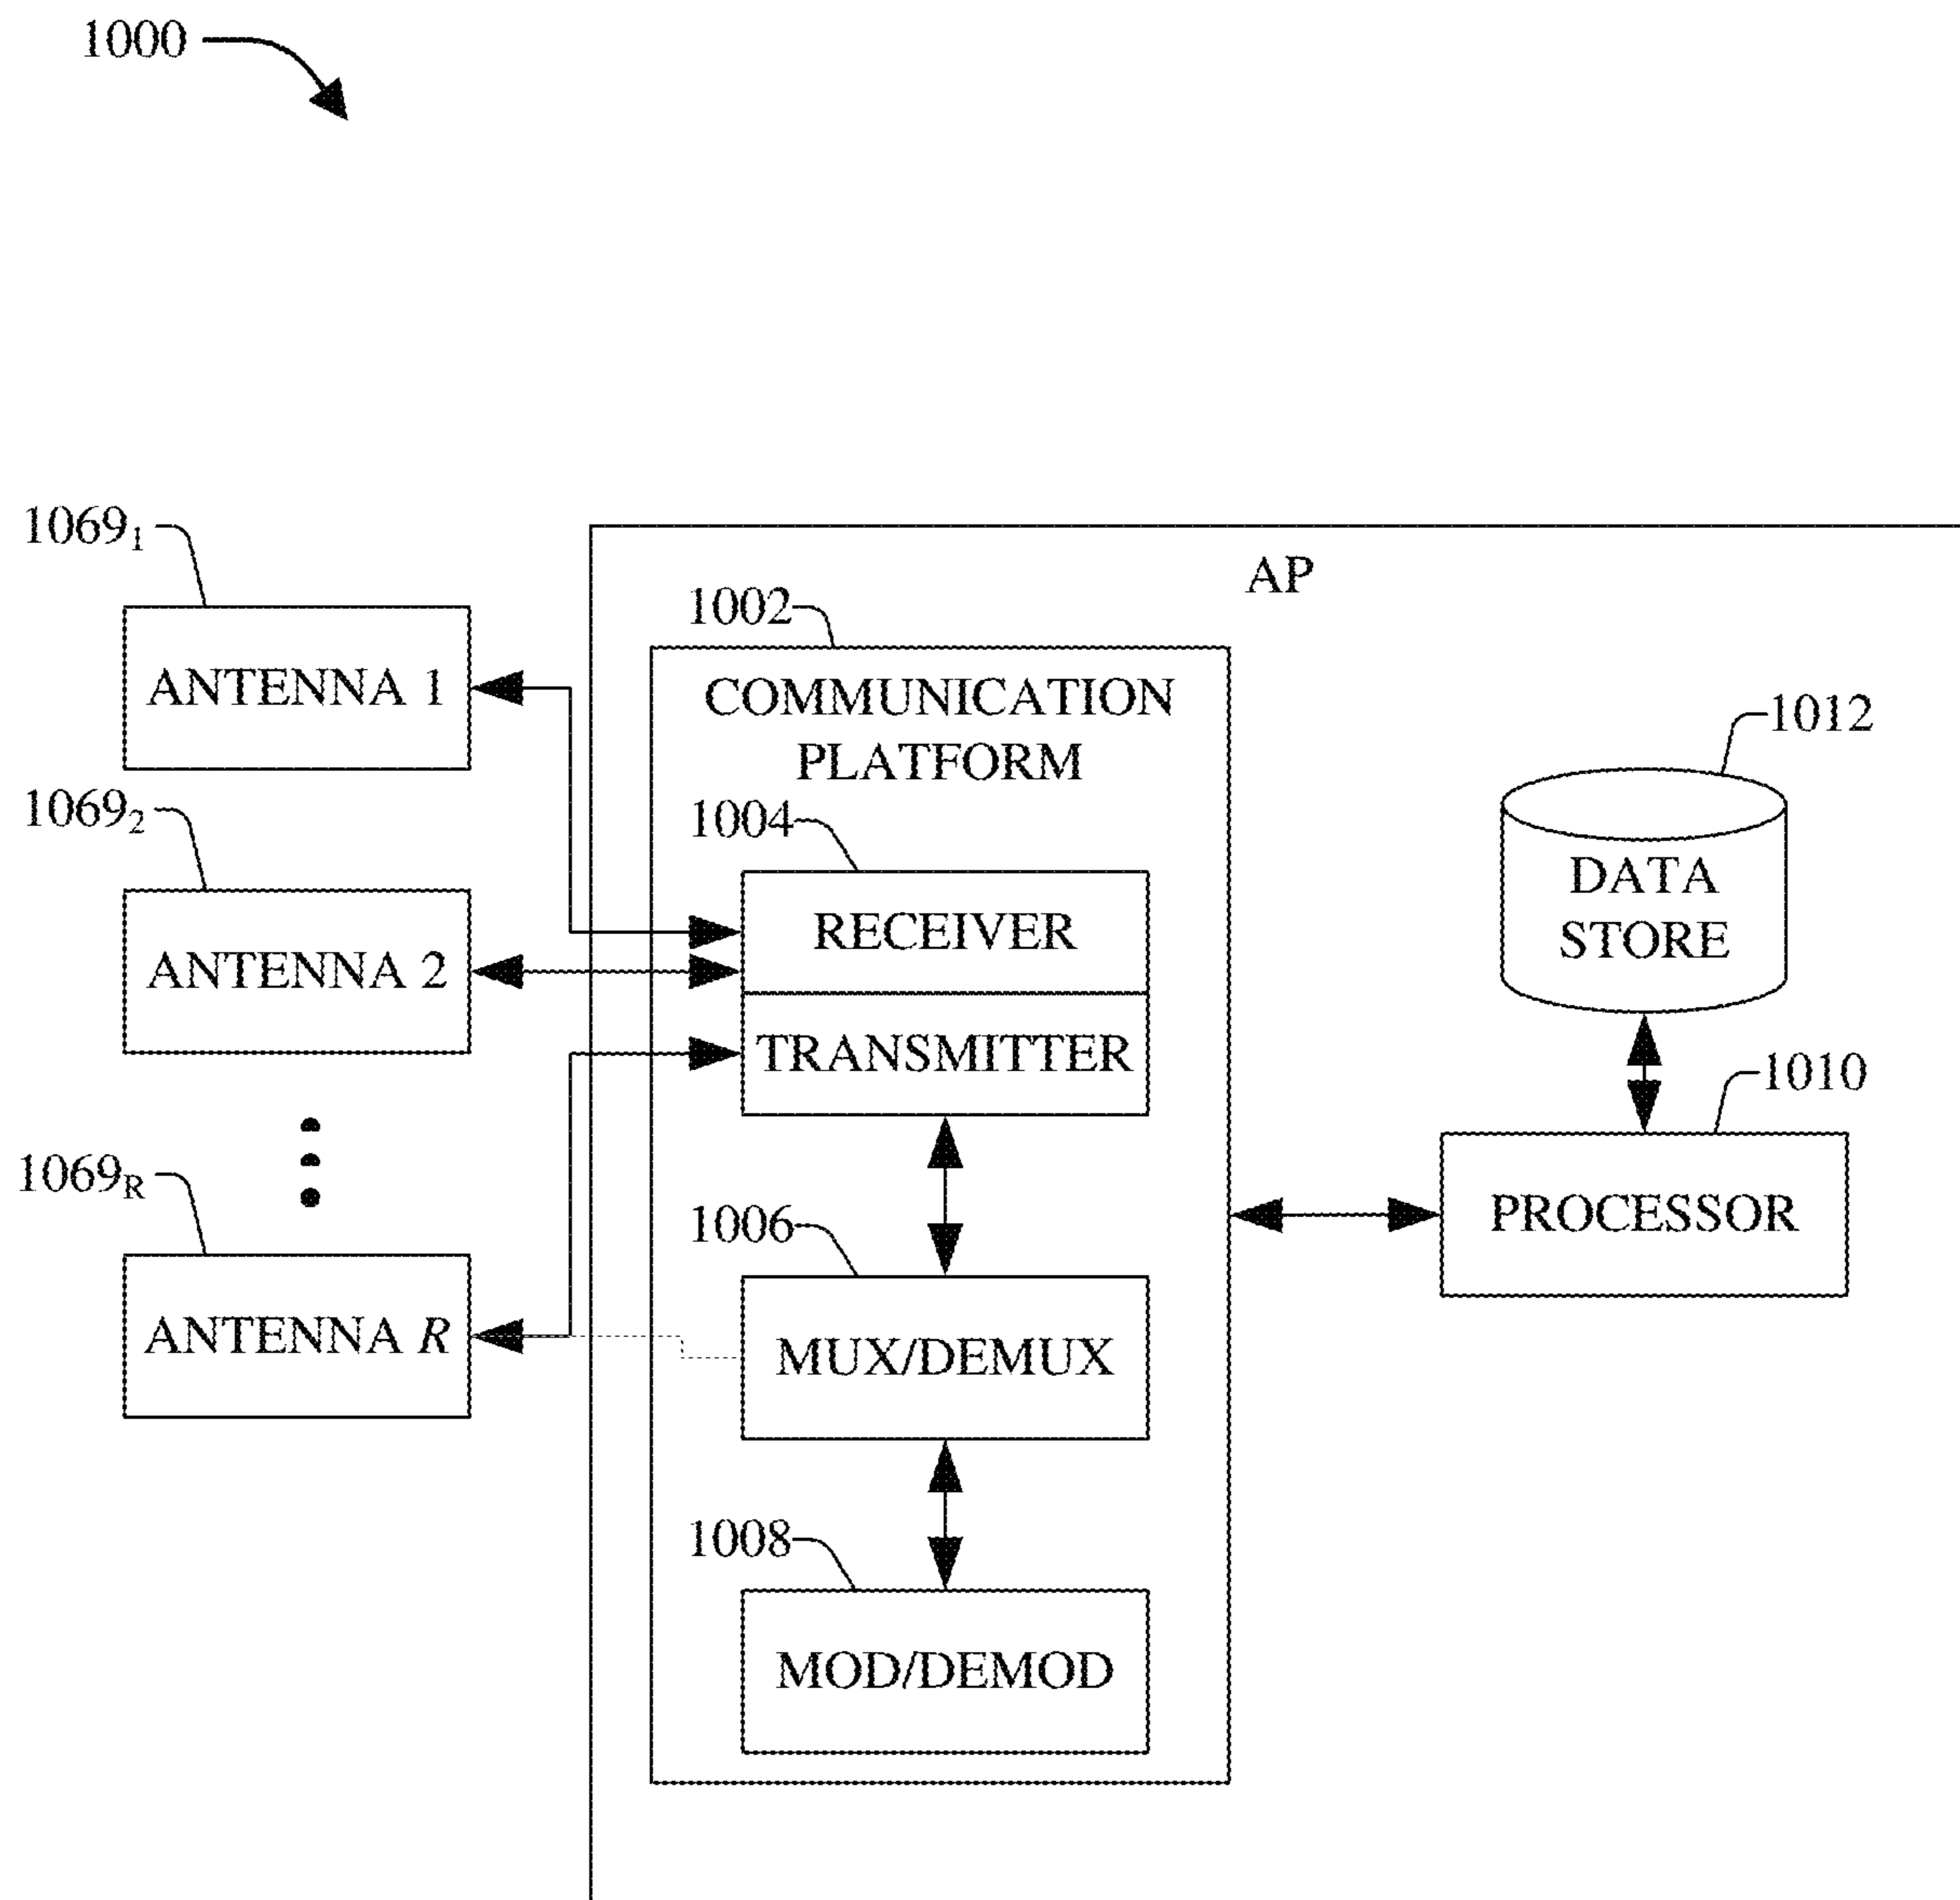 1000
1069₁
AP
1002
ANTENNA 1
COMMUNICATION
PLATFORM
1012
1069₂
1004
DATA
STORE
RECEIVER
ANTENNA 2
TRANSMITTER
1010
1069R
1006
PROCESSOR
ANTENNA R
MUX/DEMUX
1008
MOD/DEMOD